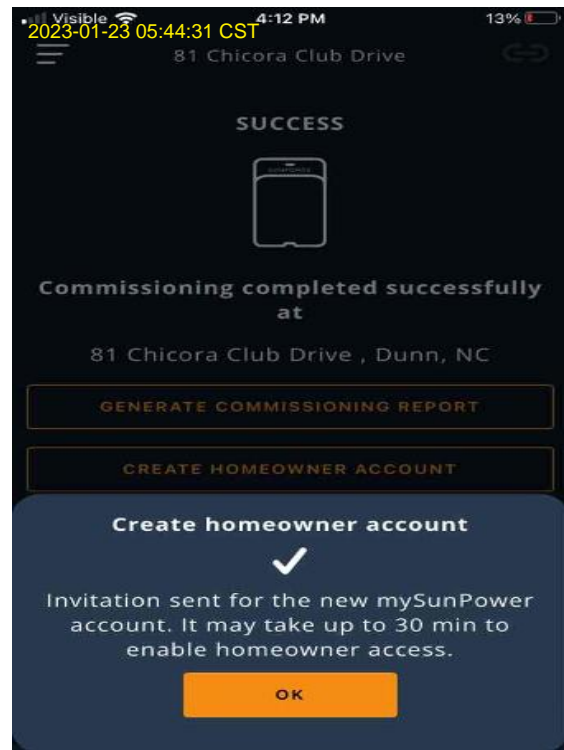 Visible 4:12 PM 13%
2023-01-23 05:44:31 CST
81 Chicora Club Drive
SUCCESS
Commissioning completed successfully
at
81 Chicora Club Drive , Dunn, NC
GENERATE COMMISSIONING REPORT
CREATE HOMEOWNER ACCOUNT
Create homeowner account
Invitation sent for the new mySunPower
account. It may take up to 30 min to
enable homeowner access.
OK